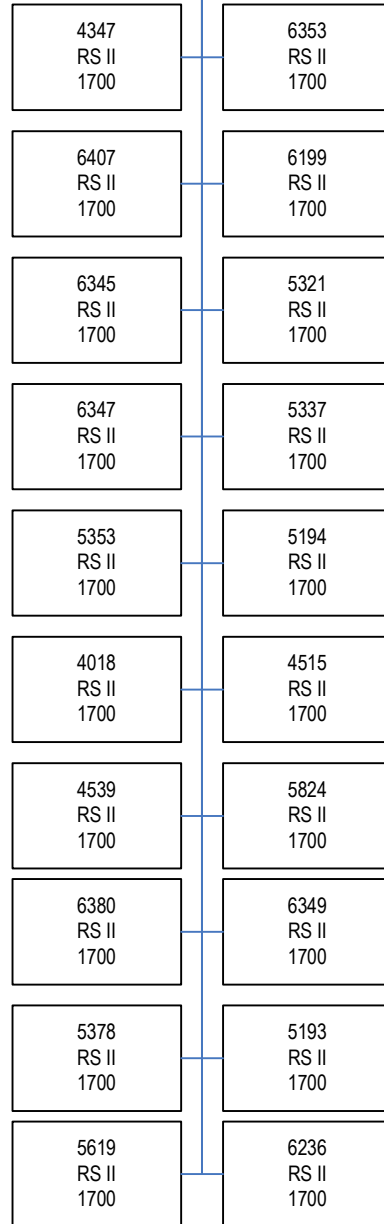 4347
RS II
1700
6353
RS II
1700
6407
RS II
1700
6199
RS II
1700
6345
RS II
1700
5321
RS II
1700
6347
RS II
1700
5337
RS II
1700
5353
RS II
1700
5194
RS II
1700
4018
RS II
1700
4515
RS II
1700
4539
RS II
1700
5824
RS II
1700
6380
RS II
1700
6349
RS II
1700
5378
RS II
1700
5193
RS II
1700
5619
RS II
1700
6236
RS II
1700